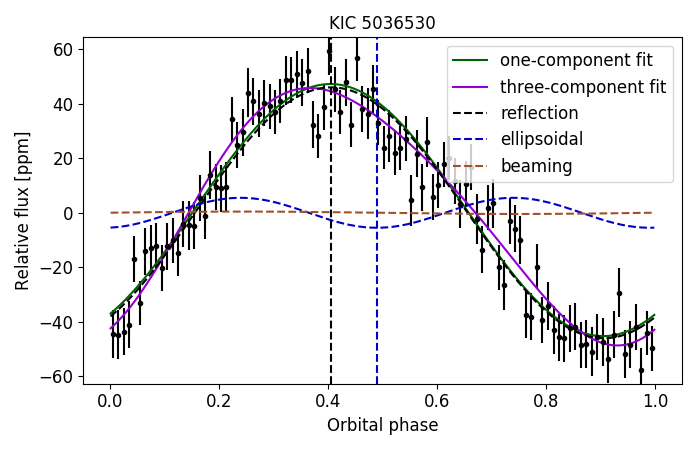 KIC 5036530
Relative flux [ppm]
60
40
20
0
−20
−40
−60
one-component fit
three-component fit
reflection
ellipsoidal
beaming
0.0 0.2 0.4 0.6 0.8 1.0
Orbital phase